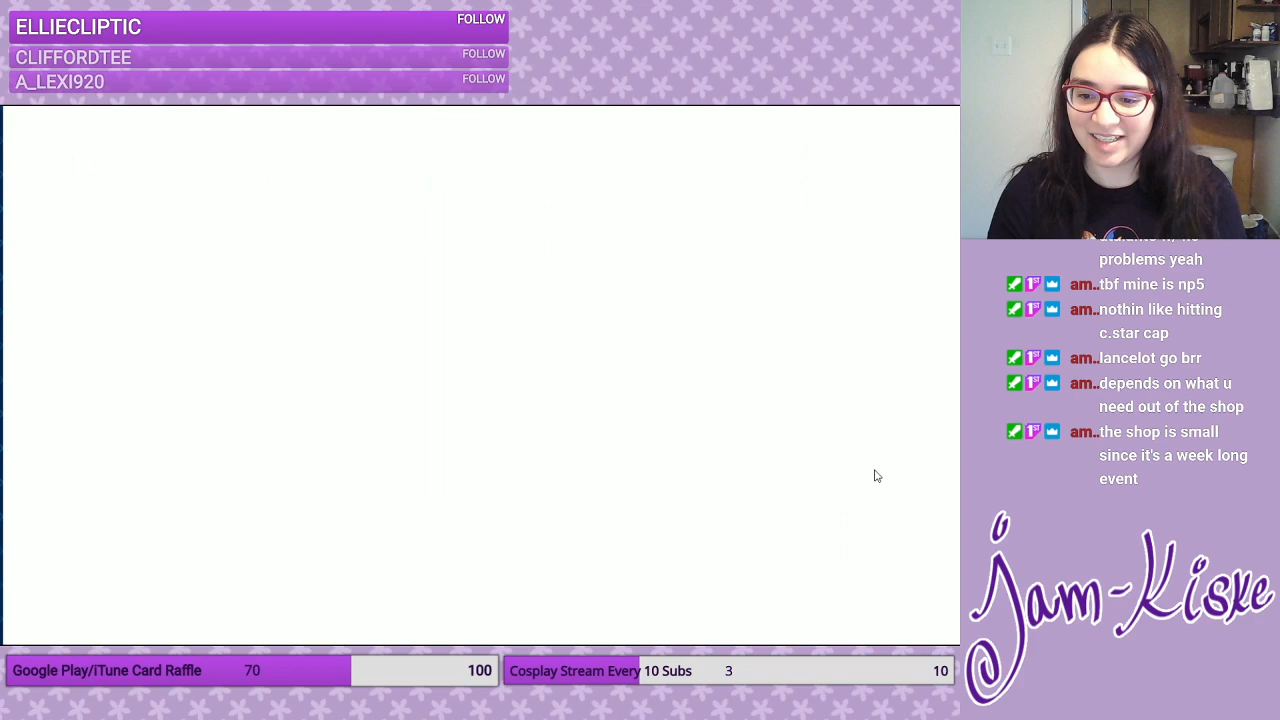 ELLIECLIPTIC FOLLOW
CLIFFORDTEE FOLLOW
A_LEXI920 FOLLOW
problems yeah
am..tbf mine is np5
am..nothin like hitting
c.star cap
am..lancelot go brr
am..depends on what u
need out of the shop
am..the shop is small
since it's a week long
event
Jam-Kiske
Google Play/iTune Card Raffle 70 100
Cosplay Stream Every 10 Subs 3 10